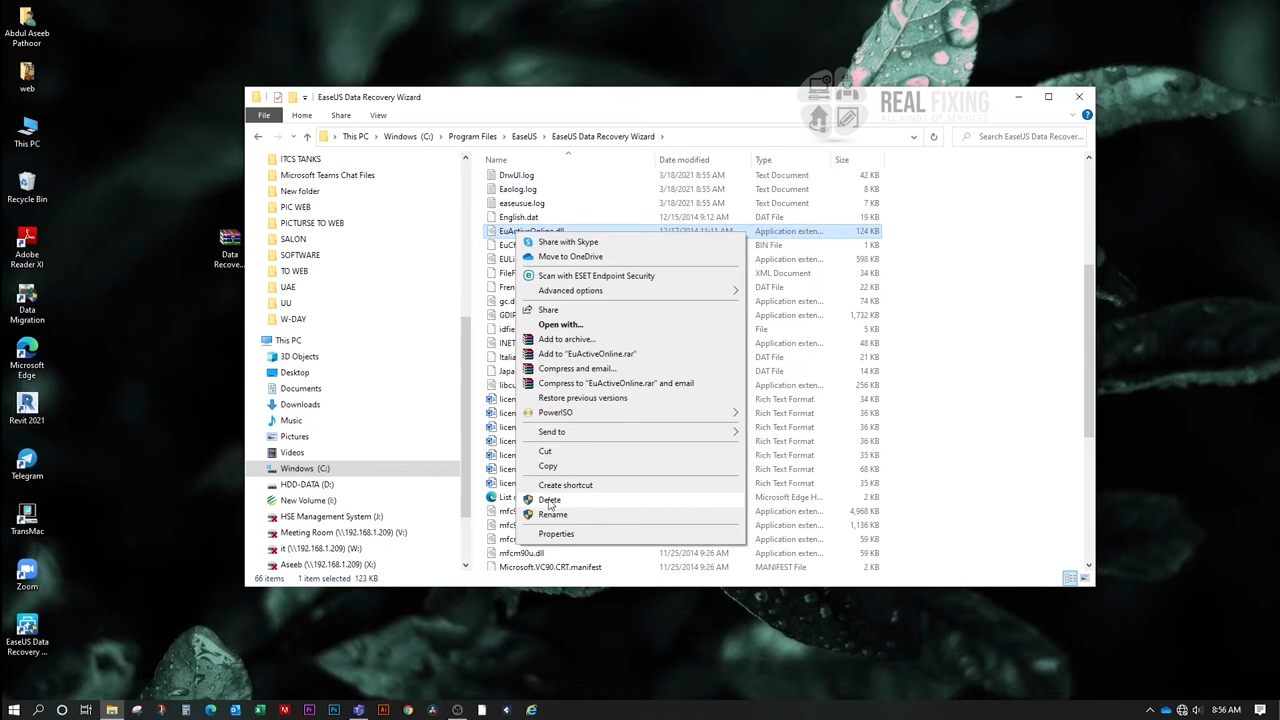 Abdul Aseeb
Pathoor
web
This PC
Recycle Bin
Adobe
Reader XI
Data
Migration
Microsoft
Edge
Revit 2021
Telegram
TransMac
Zoom
EaseUS Data
Recovery ...
Data
Recove...
REAL FIXING
ALL KINDS OF SERVICES
EaseUS Data Recovery Wizard
File Home Share View
This PC Windows (C:) Program Files EaseUS EaseUS Data Recovery Wizard
Search EaseUS Data Recover...
ITCS TANKS
Microsoft Teams Chat Files
New folder
PIC WEB
PICTURSE TO WEB
SALON
SOFTWARE
TO WEB
UAE
UU
W-DAY
This PC
3D Objects
Desktop
Documents
Downloads
Music
Pictures
Videos
Windows (C:)
HDD-DATA (D:)
New Volume (I:)
HSE Management System (J:)
Meeting Room (\\192.168.1.209) (V:)
it (\\192.168.1.209) (W:)
Aseeb (\\192.168.1.209) (X:)
Name Date modified Type Size
DrwUI.log 3/18/2021 8:55 AM Text Document 42 KB
Eaolog.log 3/18/2021 8:55 AM Text Document 8 KB
easeusue.log 3/18/2021 8:55 AM Text Document 7 KB
English.dat 12/15/2014 9:12 AM DAT File 19 KB
EuActiveOnline.dll 12/17/2014 11:11 AM Application exten... 124 KB
EuCf BIN File 7 KB
EULi Application exten... 598 KB
FileF XML Document 34 KB
Fren DAT File 22 KB
gc.d Application exten... 74 KB
GDIP Application exten... 1,732 KB
idfie File 5 KB
INET Application exten... 48 KB
Italia DAT File 21 KB
Japa DAT File 14 KB
libcu Application exten... 256 KB
licen Rich Text Format 34 KB
licen Rich Text Format 36 KB
licen Rich Text Format 40 KB
licen Rich Text Format 34 KB
licen Rich Text Format 36 KB
licen Rich Text Format 68 KB
licen Rich Text Format 34 KB
List Microsoft Edge H... 7 KB
mfc9 Application exten... 4,968 KB
mfc9 Application exten... 1,136 KB
mfcr Application exten... 59 KB
mfcm90u.dll 11/25/2014 9:26 AM Application exten... 59 KB
Microsoft.VC90.CRT.manifest 11/25/2014 9:26 AM MANIFEST File 2 KB
Share with Skype
Move to OneDrive
Scan with ESET Endpoint Security
Advanced options
Share
Open with...
Add to archive...
Add to "EuActiveOnline.rar"
Compress and email...
Compress to "EuActiveOnline.rar" and email
Restore previous versions
PowerISO
Send to
Cut
Copy
Create shortcut
Delete
Rename
Properties
66 items 1 item selected 123 KB
8:56 AM